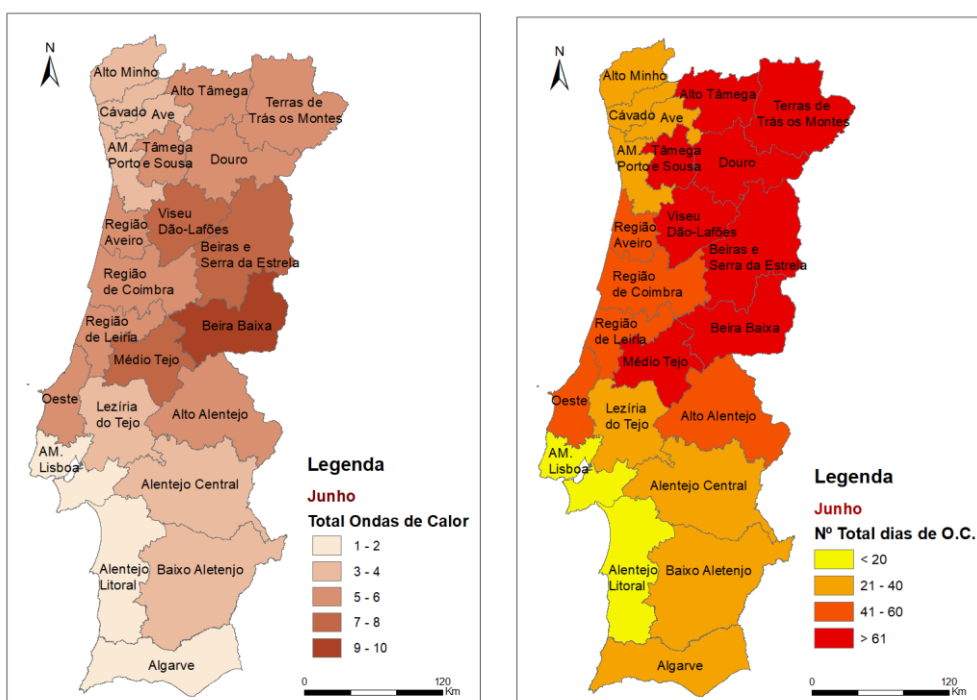 N
Alto Minho
Alto Tâmega
Terras de
Trás os Montes
Cávado
Ave
AM.
Porto
Tâmega
e Sousa
Douro
Viseu
Dão-Lafões
Região
Aveiro
Beiras e
Serra da Estrela
Região
de Coimbra
Região
de Leiria
Beira Baixa
Médio Tejo
Oeste
Lezíria
do Tejo
Alto Alentejo
AM.
Lisboa
Alentejo Central
Alentejo
Litoral
Baixo Aletenjo
Algarve
Legenda
Junho
Total Ondas de Calor
1 - 2
3 - 4
5 - 6
7 - 8
9 - 10
120
Km
N
Alto Minho
Alto Tâmega
Terras de
Trás os Montes
Cávado
Ave
AM.
Porto
Tâmega
e Sousa
Douro
Viseu
Dão-Lafões
Região
Aveiro
Beiras e
Serra da Estrela
Região
de Coimbra
Região
de Leiria
Beira Baixa
Médio Tejo
Oeste
Lezíria
do Tejo
Alto Alentejo
AM.
Lisboa
Alentejo Central
Alentejo
Litoral
Baixo Aletenjo
Algarve
Legenda
Junho
Nº Total dias de O.C.
< 20
21 - 40
41 - 60
> 61
120
Km